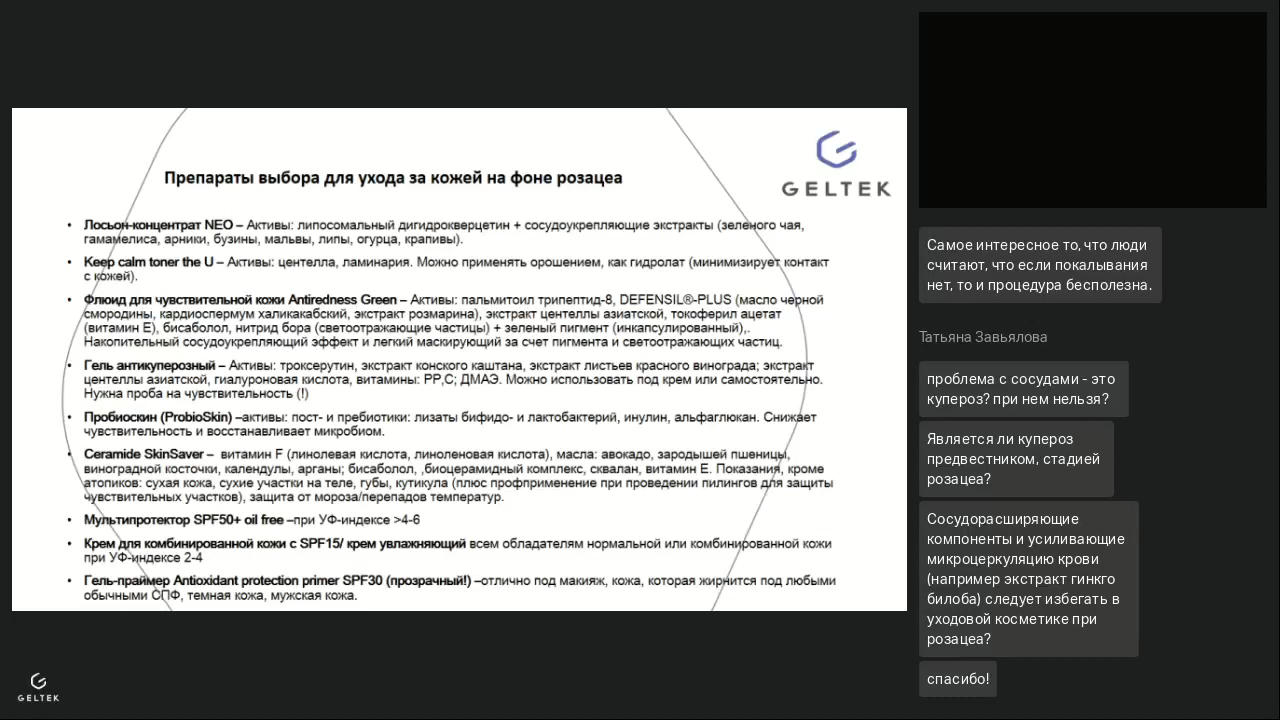 GELTEK
Препараты выбора для ухода за кожей на фоне розацеа
• Лосьон-концентрат NEO – Активы: липосомальный дигидрокверцетин + сосудоукрепляющие экстракты (зеленого чая,
гамамелиса, арники, бузины, мальвы, липы, огурца, крапивы).
• Keep calm toner the U – Активы: центелла, ламинария. Можно применять орошением, как гидролат (минимизирует контакт
с кожей).
• Флюид для чувствительной кожи Antiredness Green – Активы: пальмитоил трипептид-8, DEFENSIL®-PLUS (масло черной
смородины, кардиоспермум халикакабский, экстракт розмарина), экстракт центеллы азиатской, токоферил ацетат
(витамин Е), бисаболол, нитрид бора (светоотражающие частицы) + зеленый пигмент (инкапсулированный),.
Накопительный сосудоукрепляющий эффект и легкий маскирующий за счет пигмента и светоотражающих частиц.
• Гель антикуперозный – Активы: троксерутин, экстракт конского каштана, экстракт листьев красного винограда; экстракт
центеллы азиатской, гиалуроновая кислота, витамины: PP,C; ДМАЭ. Можно использовать под крем или самостоятельно.
Нужна проба на чувствительность (!)
• Пробиоскин (ProbioSkin) –активы: пост- и пребиотики: лизаты бифидо- и лактобактерий, инулин, альфаглюкан. Снижает
чувствительность и восстанавливает микробиом.
• Ceramide SkinSaver – витамин F (линолевая кислота, линоленовая кислота), масла: авокадо, зародышей пшеницы,
виноградной косточки, календулы, арганы; бисаболол, ,биоцерамидный комплекс, сквалан, витамин Е. Показания, кроме
атопиков: сухая кожа, сухие участки на теле, губы, кутикула (плюс профприменение при проведении пилингов для защиты
чувствительных участков), защита от мороза/перепадов температур.
• Мультипротектор SPF50+ oil free –при УФ-индексе >4-6
• Крем для комбинированной кожи с SPF15/ крем увлажняющий всем обладателям нормальной или комбинированной кожи
при УФ-индексе 2-4
• Гель-праймер Antioxidant protection primer SPF30 (прозрачный!) –отлично под макияж, кожа, которая жирнится под любыми
обычными СПФ, темная кожа, мужская кожа.
GELTEK
Самое интересное то, что люди
считают, что если покалывания
нет, то и процедура бесполезна.
Татьяна Завьялова
проблема с сосудами - это
купероз? при нем нельзя?
Является ли купероз
предвестником, стадией
розацеа?
Сосудорасширяющие
компоненты и усиливающие
микроциркуляцию крови
(например экстракт гинкго
билоба) следует избегать в
уходовой косметике при
розацеа?
спасибо!